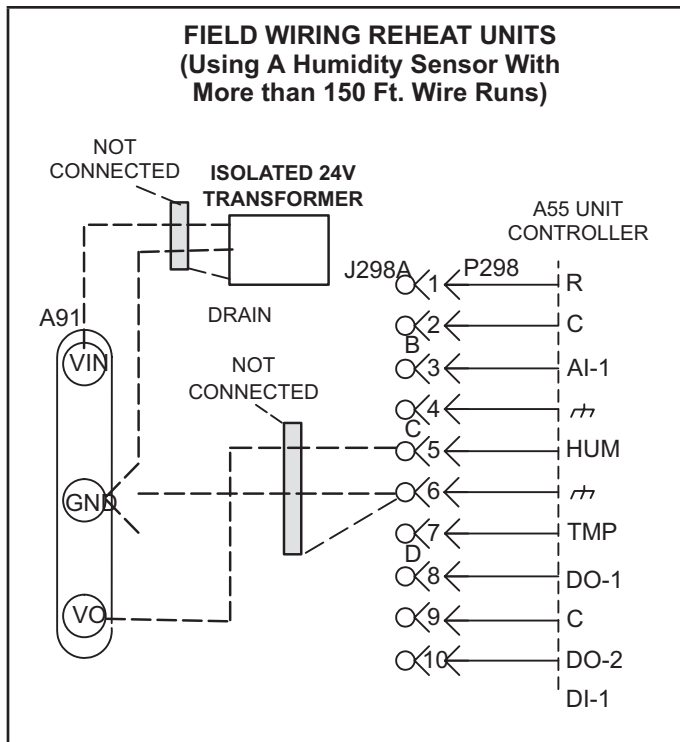 FIELD WIRING REHEAT UNITS
(Using A Humidity Sensor With
More than 150 Ft. Wire Runs)
NOT
CONNECTED
ISOLATED 24V
TRANSFORMER
A55 UNIT
CONTROLLER
J298A
P298
1
R
A91
DRAIN
2
C
B
VIN
NOT
CONNECTED
3
AI-1
4
C
5
HUM
GND
6
7
TMP
D
8
DO-1
VO
9
C
10
DO-2
DI-1